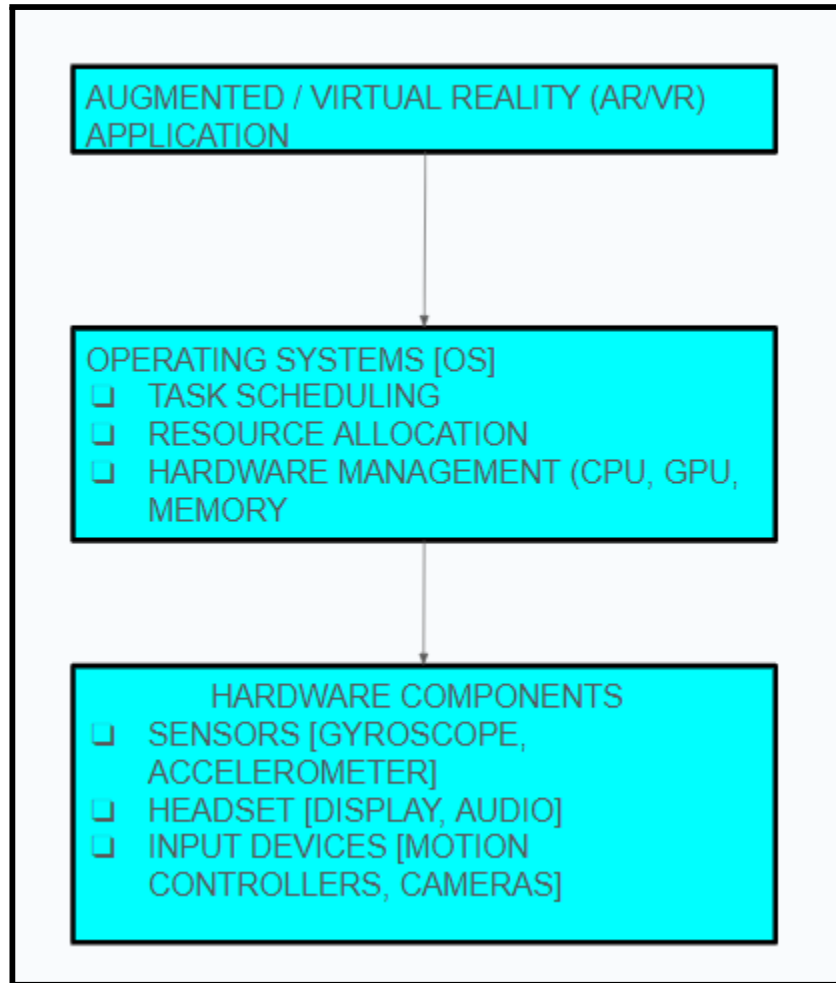 AUGMENTED / VIRTUAL REALITY (AR/VR)
APPLICATION
OPERATING SYSTEMS [OS]
❏ TASK SCHEDULING
❏ RESOURCE ALLOCATION
❏ HARDWARE MANAGEMENT (CPU, GPU,
MEMORY
HARDWARE COMPONENTS
❏ SENSORS [GYROSCOPE,
ACCELEROMETER]
❏ HEADSET [DISPLAY, AUDIO]
❏ INPUT DEVICES [MOTION
CONTROLLERS, CAMERAS]